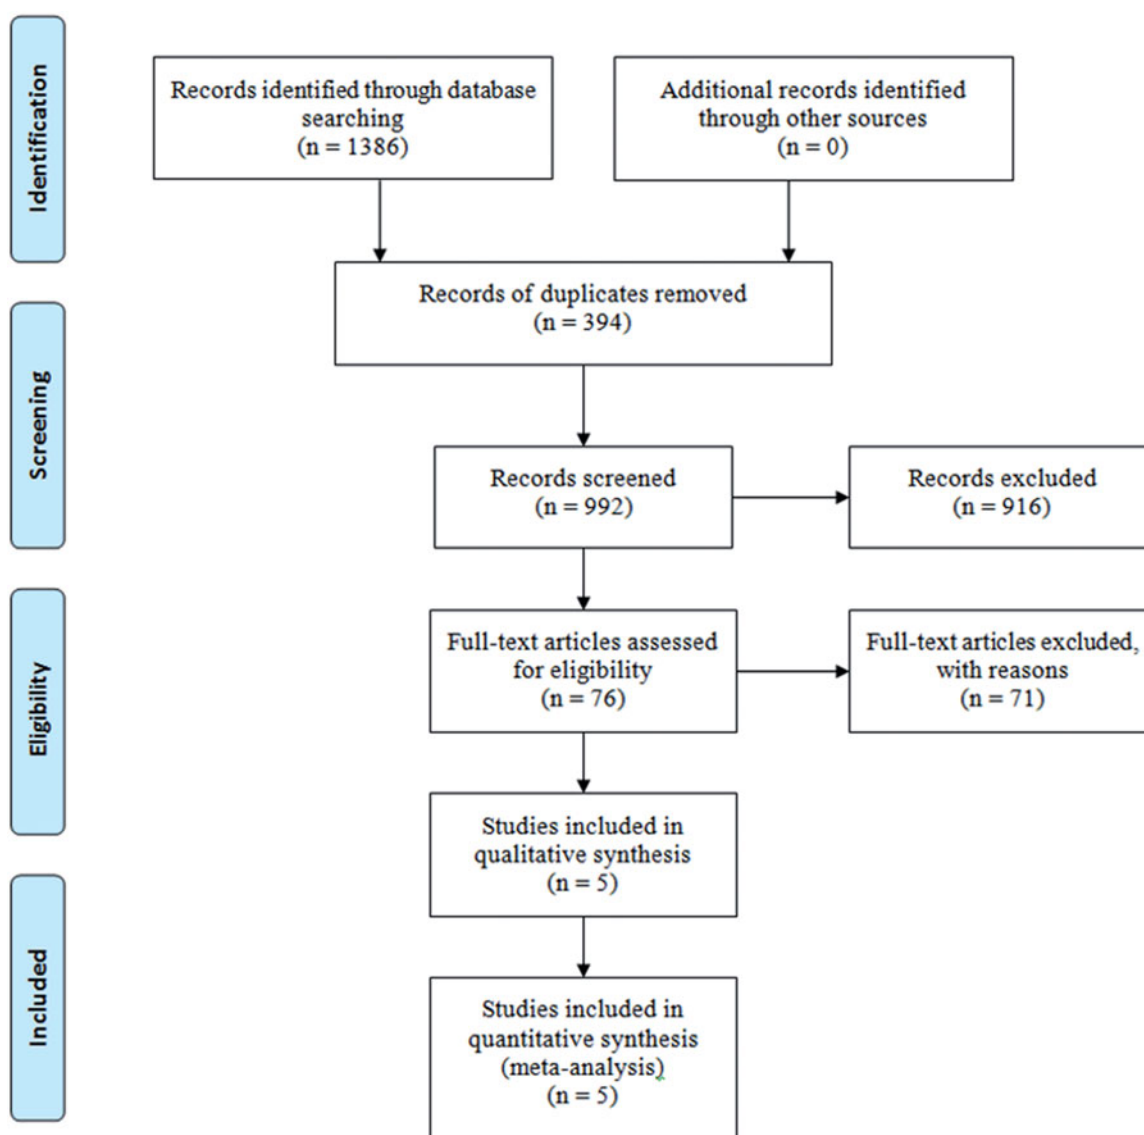 Identification
Records identified through database
searching
(n = 1386)
Additional records identified
through other sources
(n = 0)
Records of duplicates removed
(n = 394)
Screening
Records screened
(n = 992)
Records excluded
(n = 916)
Eligibility
Full-text articles assessed
for eligibility
(n = 76)
Full-text articles excluded,
with reasons
(n = 71)
Studies included in
qualitative synthesis
(n = 5)
Included
Studies included in
quantitative synthesis
(meta-analysis)
(n = 5)